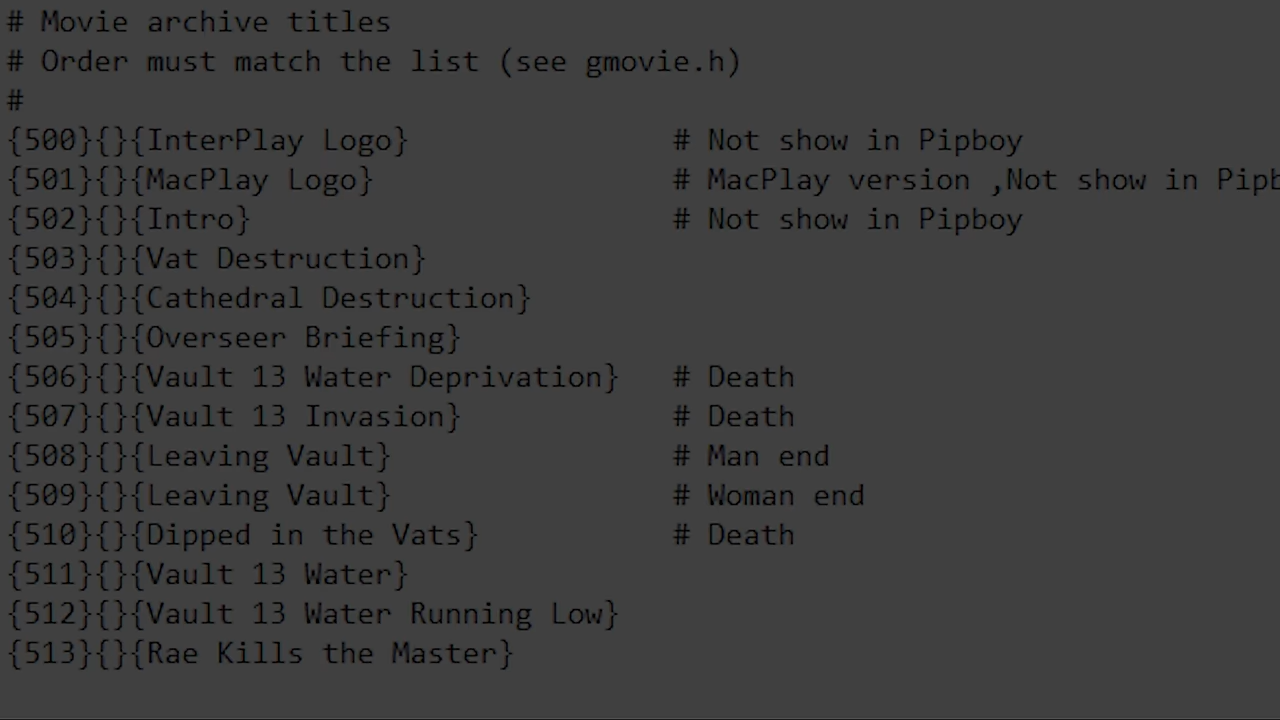 # Movie archive titles
# Order must match the list (see gmovie.h)
#
{500}{}{InterPlay Logo} # Not show in Pipboy
{501}{}{MacPlay Logo} # MacPlay version ,Not show in Pipb
{502}{}{Intro} # Not show in Pipboy
{503}{}{Vat Destruction}
{504}{}{Cathedral Destruction}
{505}{}{Overseer Briefing}
{506}{}{Vault 13 Water Deprivation} # Death
{507}{}{Vault 13 Invasion} # Death
{508}{}{Leaving Vault} # Man end
{509}{}{Leaving Vault} # Woman end
{510}{}{Dipped in the Vats} # Death
{511}{}{Vault 13 Water}
{512}{}{Vault 13 Water Running Low}
{513}{}{Rae Kills the Master}